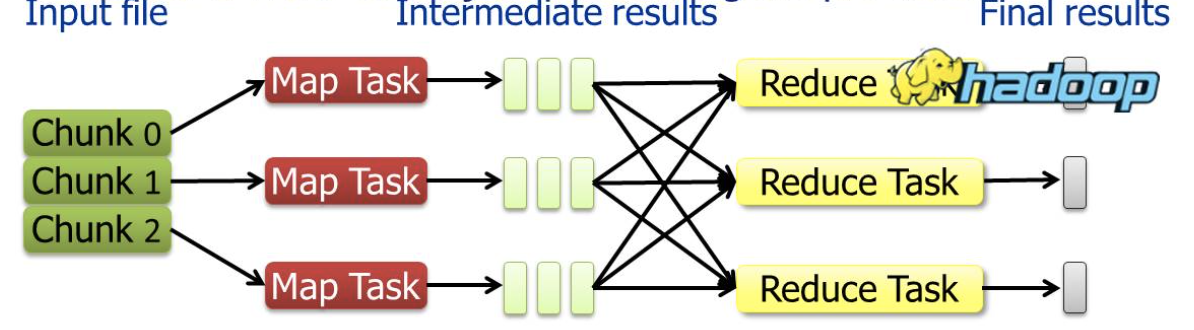 Input file
Intermediate results
Final results
Map Task
Reduce
hadoop
Chunk 0
Chunk 1
Map Task
Reduce Task
Chunk 2
Map Task
Reduce Task